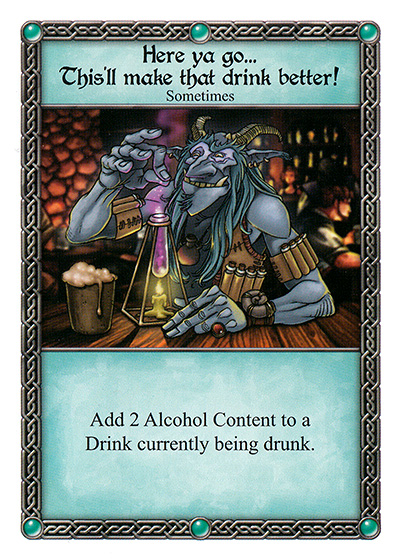 Here ya go...
This'll make that drink better!
Sometimes
Add 2 Alcohol Content to a
Drink currently being drunk.